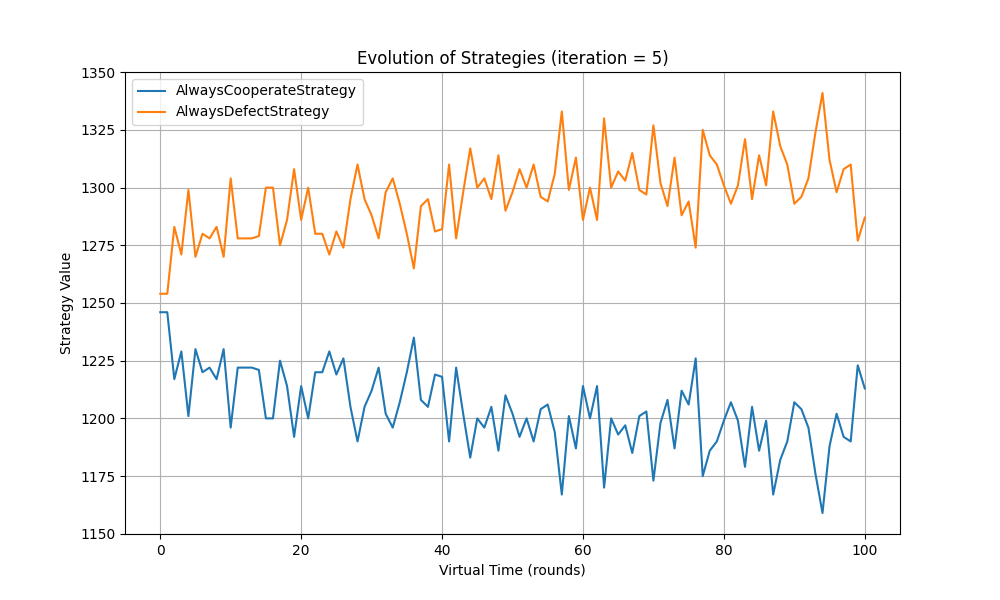 Evolution of Strategies (iteration = 5)
AlwaysCooperateStrategy
AlwaysDefectStrategy
Strategy Value
1350
1325
1300
1275
1250
1225
1200
1175
1150
0 20 40 60 80 100
Virtual Time (rounds)